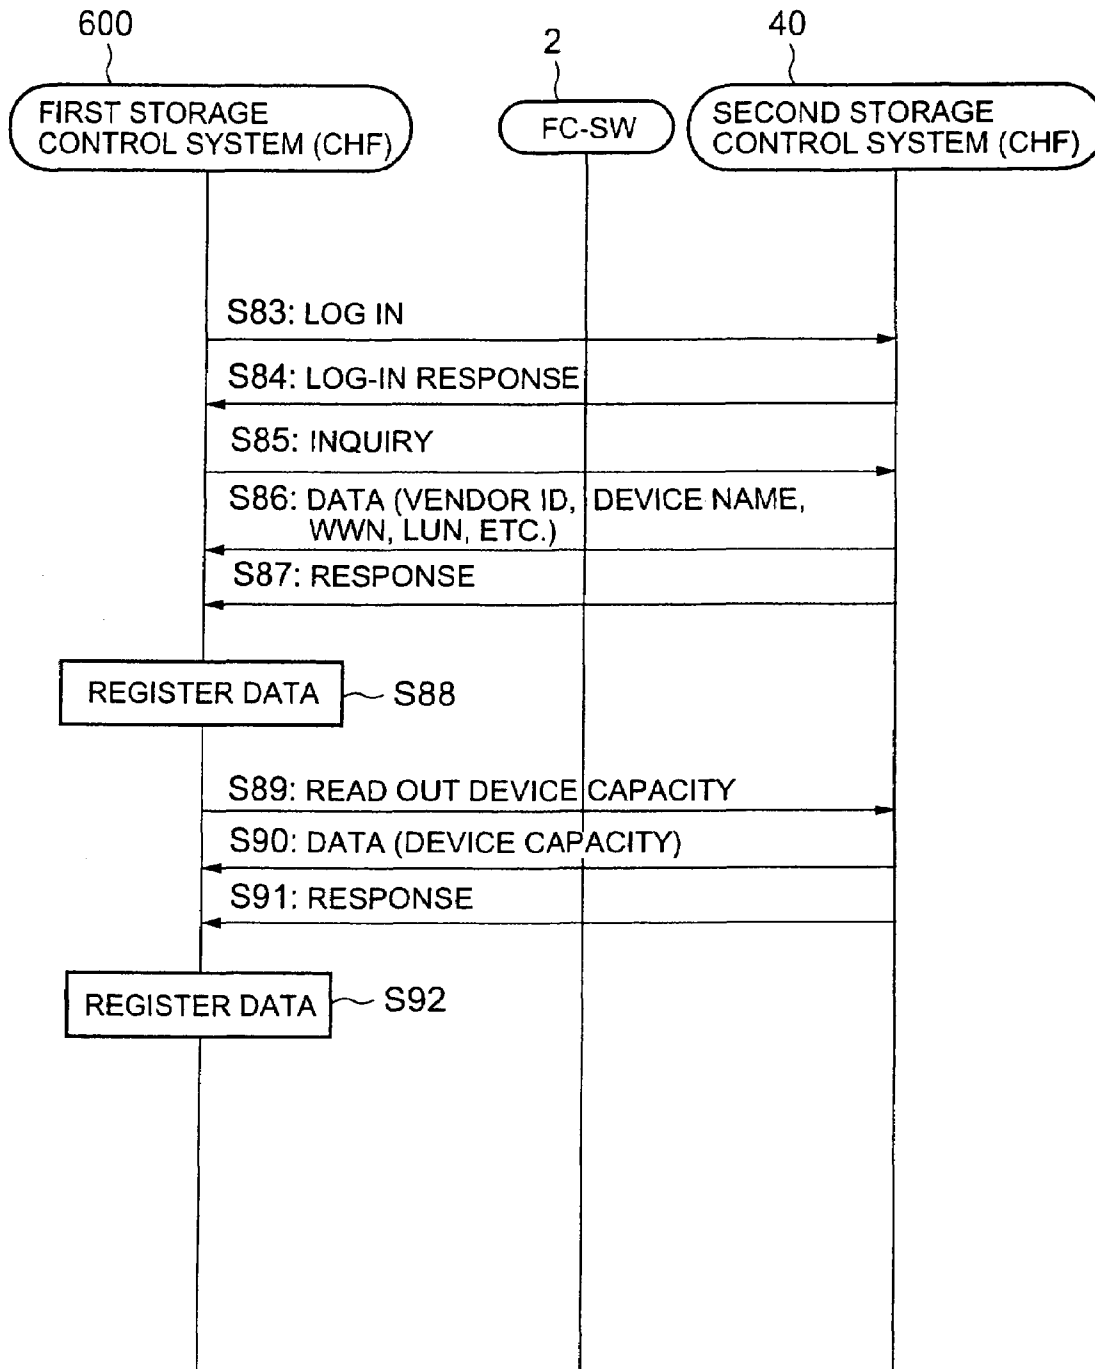 600
2
40
FIRST STORAGE
CONTROL SYSTEM (CHF)
FC-SW
SECOND STORAGE
CONTROL SYSTEM (CHF)
S83: LOG IN
S84: LOG-IN RESPONSE
S85: INQUIRY
S86: DATA (VENDOR ID, DEVICE NAME,
WWN, LUN, ETC.)
S87: RESPONSE
REGISTER DATA
S88
S89: READ OUT DEVICE CAPACITY
S90: DATA (DEVICE CAPACITY)
S91: RESPONSE
REGISTER DATA
S92